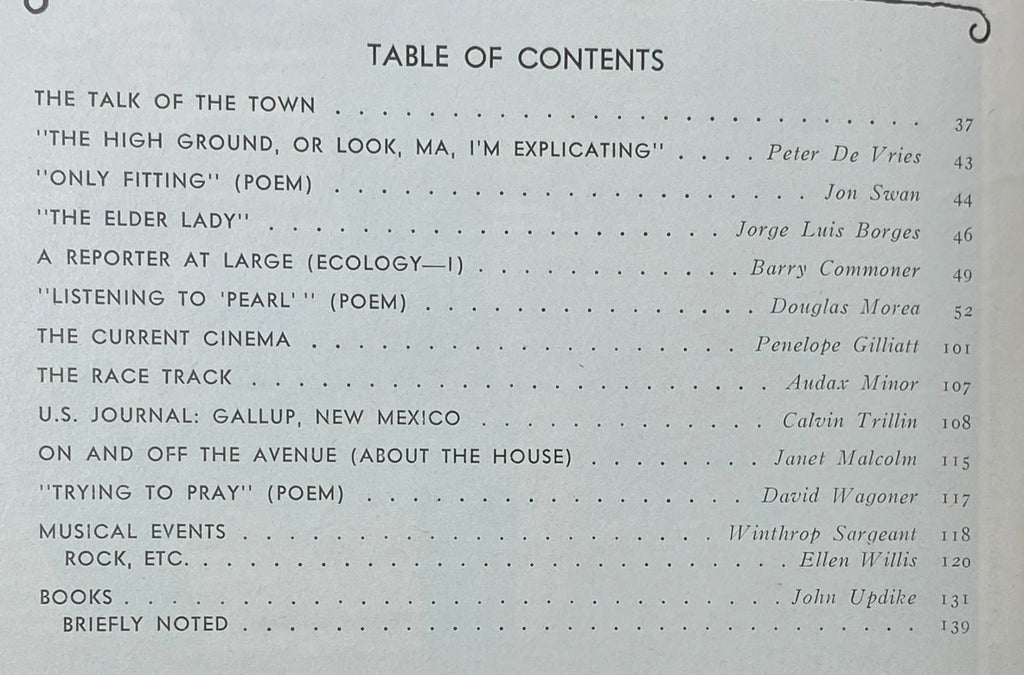 TABLE OF CONTENTS
THE TALK OF THE TOWN . . . . . . . . . . . . . . . . . . . . . . . . . . 37
"THE HIGH GROUND, OR LOOK, MA, I'M EXPLICATING" . . . . Peter De Vries 43
"ONLY FITTING" (POEM) . . . . . . . . . . . . . . . . . . . . . Jon Swan 44
"THE ELDER LADY" . . . . . . . . . . . . . . . . . . . . Jorge Luis Borges 46
A REPORTER AT LARGE (ECOLOGY—I) . . . . . . . . . . . . Barry Commoner 49
"LISTENING TO 'PEARL' " (POEM) . . . . . . . . . . . . . . . Douglas Morea 52
THE CURRENT CINEMA . . . . . . . . . . . . . . . . . . . Penelope Gilliatt 101
THE RACE TRACK . . . . . . . . . . . . . . . . . . . . . . . Audax Minor 107
U.S. JOURNAL: GALLUP, NEW MEXICO . . . . . . . . . . . . . Calvin Trillin 108
ON AND OFF THE AVENUE (ABOUT THE HOUSE) . . . . . . . . Janet Malcolm 115
"TRYING TO PRAY" (POEM) . . . . . . . . . . . . . . . . . David Wagoner 117
MUSICAL EVENTS . . . . . . . . . . . . . . . . . . . . . Winthrop Sargeant 118
ROCK, ETC. . . . . . . . . . . . . . . . . . . . . . . . . . . Ellen Willis 120
BOOKS . . . . . . . . . . . . . . . . . . . . . . . . . . . . . John Updike 131
BRIEFLY NOTED . . . . . . . . . . . . . . . . . . . . . . . . . . . . . 139